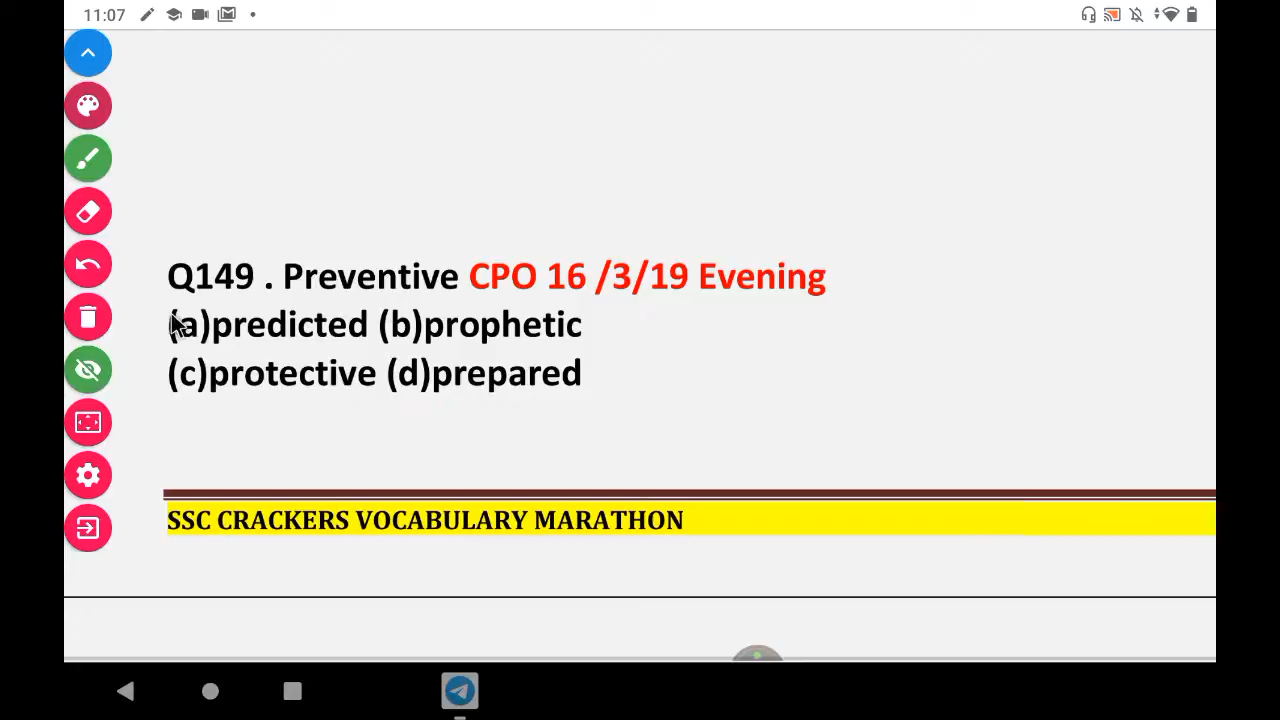 11:07
Q149 . Preventive CPO 16 /3/19 Evening
(a)predicted (b)prophetic
(c)protective (d)prepared
SSC CRACKERS VOCABULARY MARATHON